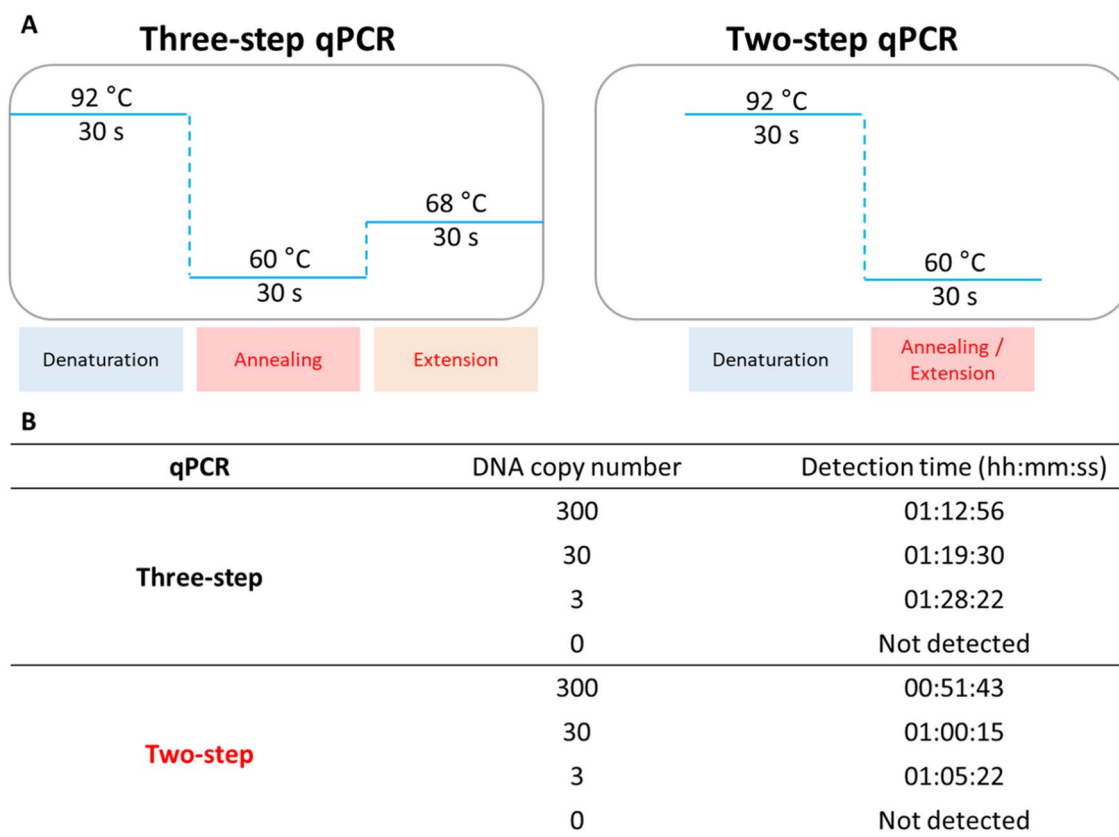 A
Three-step qPCR
92 °C
30 s
60 °C
30 s
68 °C
30 s
Denaturation
Annealing
Extension
Two-step qPCR
92 °C
30 s
60 °C
30 s
Denaturation
Annealing /
Extension
B
qPCR DNA copy number Detection time (hh:mm:ss)
Three-step
300 01:12:56
30 01:19:30
3 01:28:22
0 Not detected
Two-step
300 00:51:43
30 01:00:15
3 01:05:22
0 Not detected